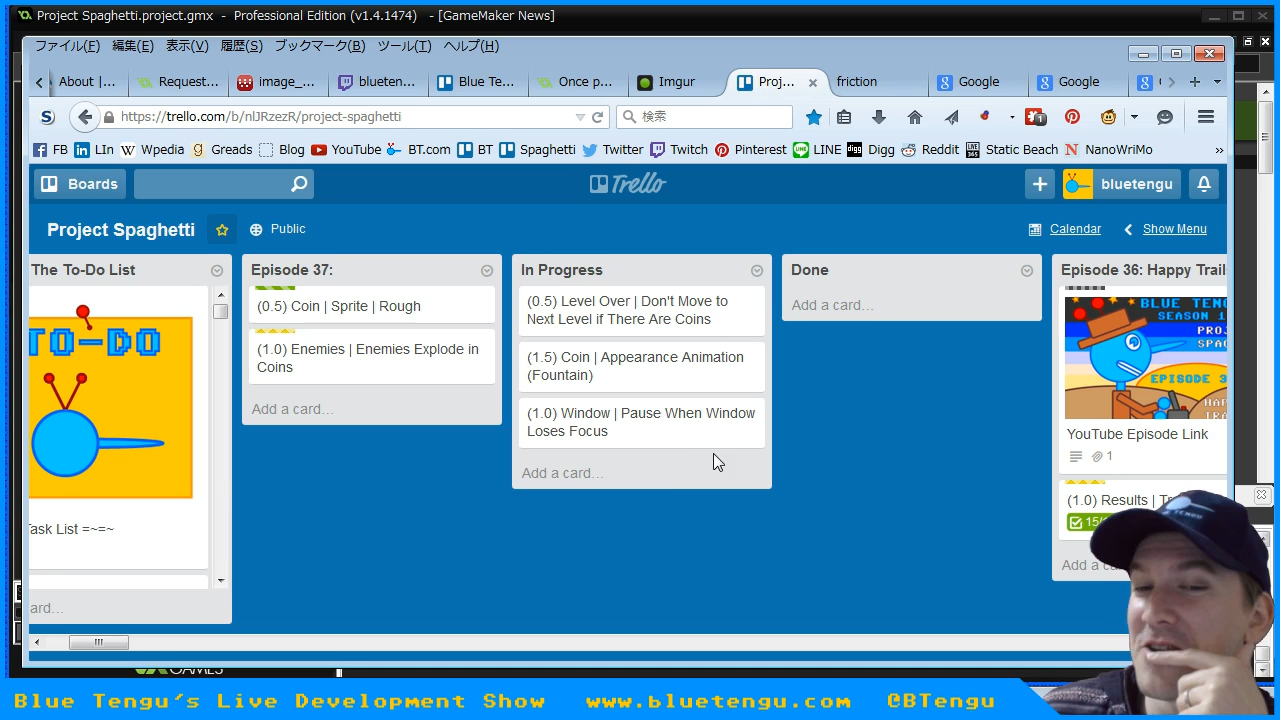 Project Spaghetti.project.gmx - Professional Edition (v1.4.1474) - [GameMaker News]
ファイル(F) 編集(E) 表示(V) 履歴(S) ブックマーク(B) ツール(T) ヘルプ(H)
About |... Request... image_... blueten... Blue Te... Once p... Imgur Proj... friction Google Google
https://trello.com/b/nlJRzezR/project-spaghetti 検索
FB LIn Wpedia Greads Blog YouTube BT.com BT Spaghetti Twitter Twitch Pinterest LINE Digg Reddit Static Beach NanoWriMo
Boards Trello bluetengu
Project Spaghetti Public Calendar Show Menu
The To-Do List
TO-DO
Task List =~=~
Episode 37:
(0.5) Coin | Sprite | Rough
(1.0) Enemies | Enemies Explode in
Coins
Add a card...
In Progress
(0.5) Level Over | Don't Move to
Next Level if There Are Coins
(1.5) Coin | Appearance Animation
(Fountain)
(1.0) Window | Pause When Window
Loses Focus
Add a card...
Done
Add a card...
Episode 36: Happy Trail
BLUE TENG
SEASON 1
EPISODE 3
YouTube Episode Link
1
(1.0) Results |
Blue Tengu's Live Development Show www.bluetengu.com @BTengu